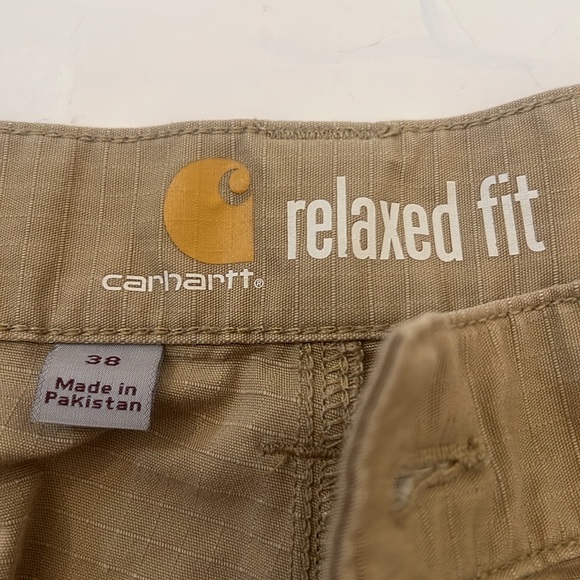 relaxed fit
carhartt®
38
Made in
Pakistan